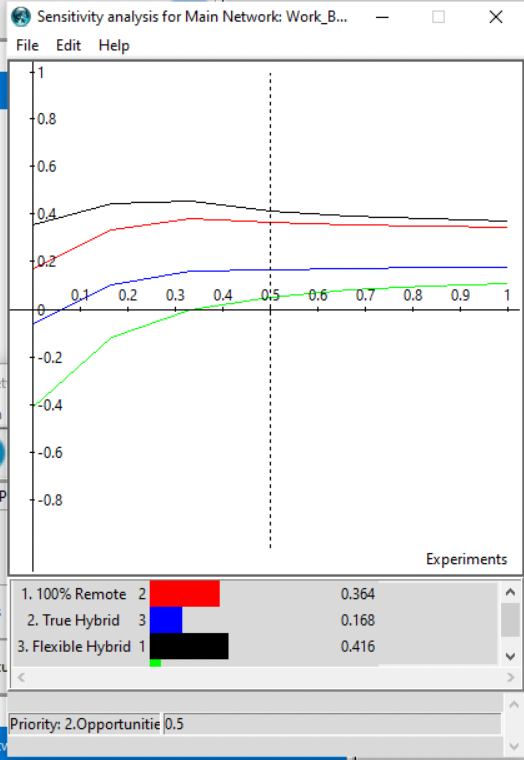 Sensitivity analysis for Main Network: Work_B...
File Edit Help
1
0.8
0.6
0.4
0.2
0.1 0.2 0.3 0.4 0.5 0.6 0.7 0.8 0.9 1
0
-0.2
-0.4
-0.6
-0.8
Experiments
1. 100% Remote 2 0.364
2. True Hybrid 3 0.168
3. Flexible Hybrid 1 0.416
Priority: 2.Opportunitie 0.5